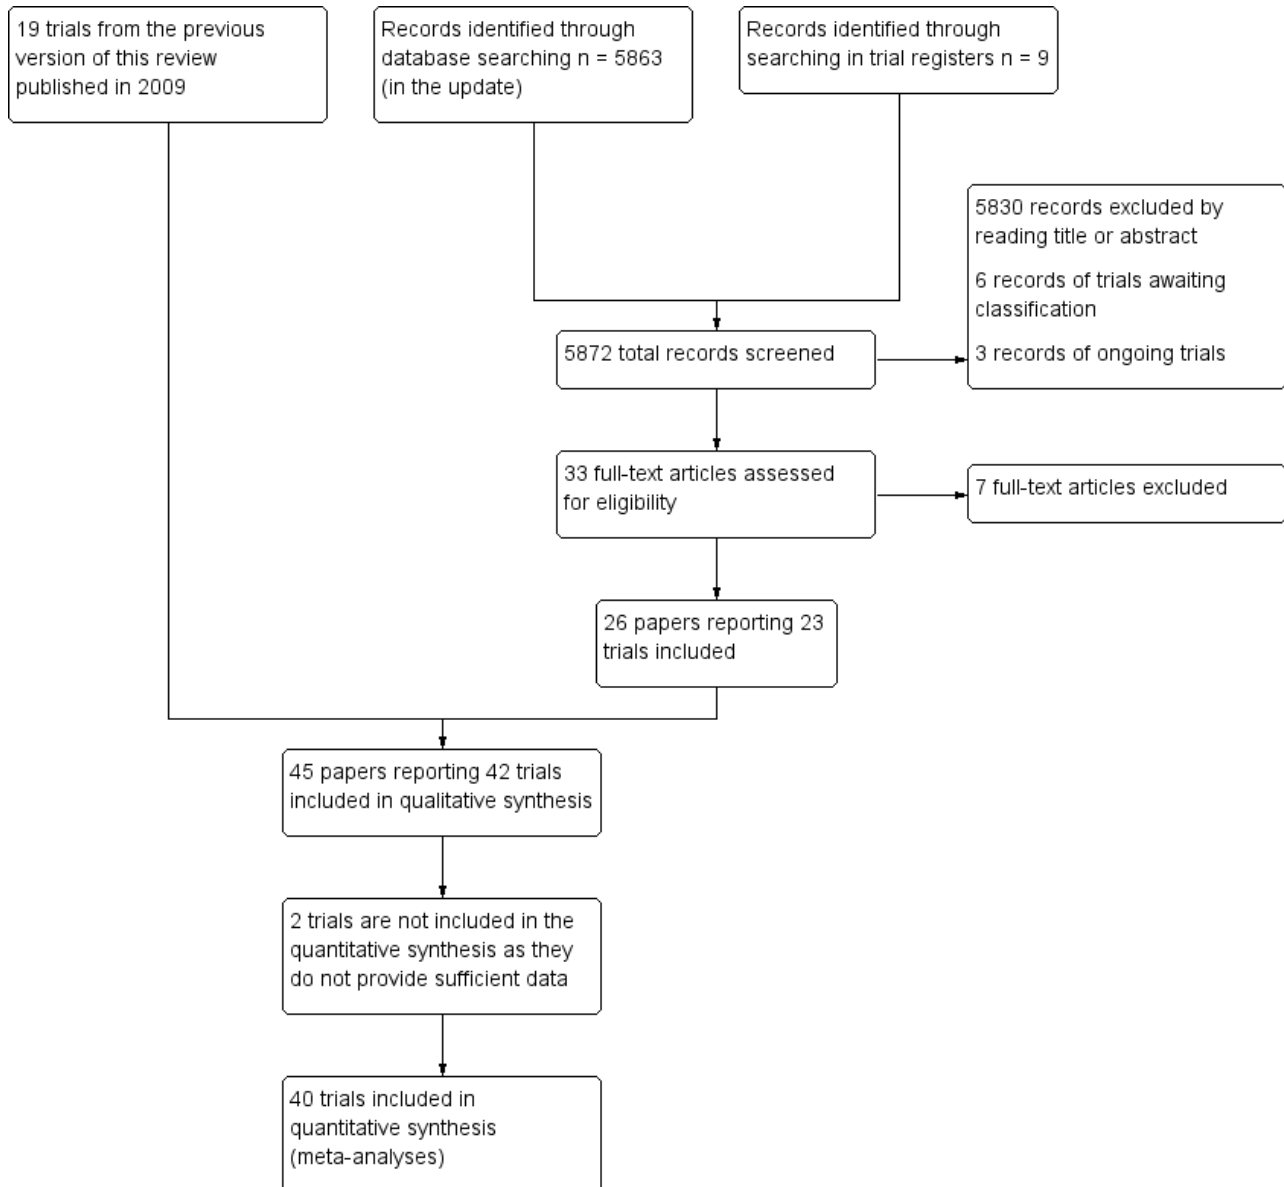 19 trials from the previous
version of this review
published in 2009
Records identified through
database searching n = 5863
(in the update)
Records identified through
searching in trial registers n = 9
5830 records excluded by
reading title or abstract
6 records of trials awaiting
classification
3 records of ongoing trials
5872 total records screened
33 full-text articles assessed
for eligibility
7 full-text articles excluded
26 papers reporting 23
trials included
45 papers reporting 42 trials
included in qualitative synthesis
2 trials are not included in the
quantitative synthesis as they
do not provide sufficient data
40 trials included in
quantitative synthesis
(meta-analyses)